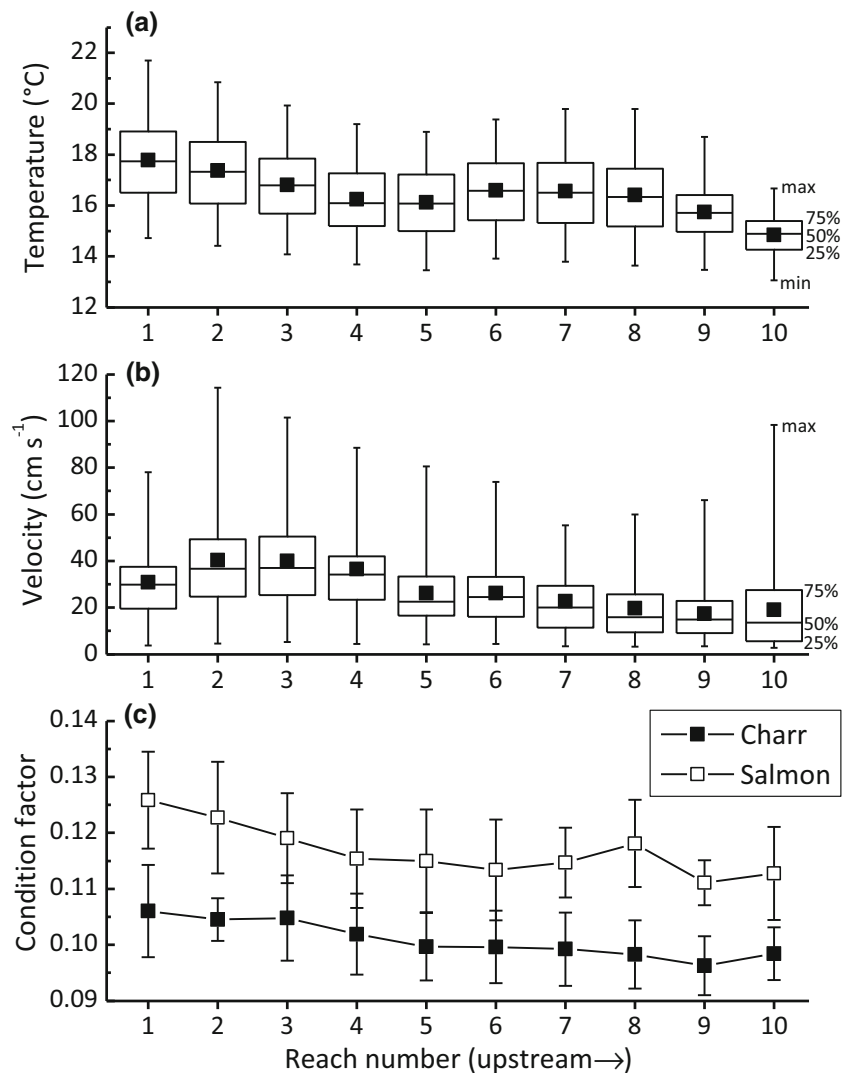 (a)
Temperature (°C)
22
20
18
16
14
12
max
75%
50%
25%
min
1 2 3 4 5 6 7 8 9 10
(b)
Velocity (cm s⁻¹)
120
100
80
60
40
20
0
max
75%
50%
25%
1 2 3 4 5 6 7 8 9 10
(c)
Condition factor
0.14
0.13
0.12
0.11
0.10
0.09
Charr
Salmon
1 2 3 4 5 6 7 8 9 10
Reach number (upstream→)